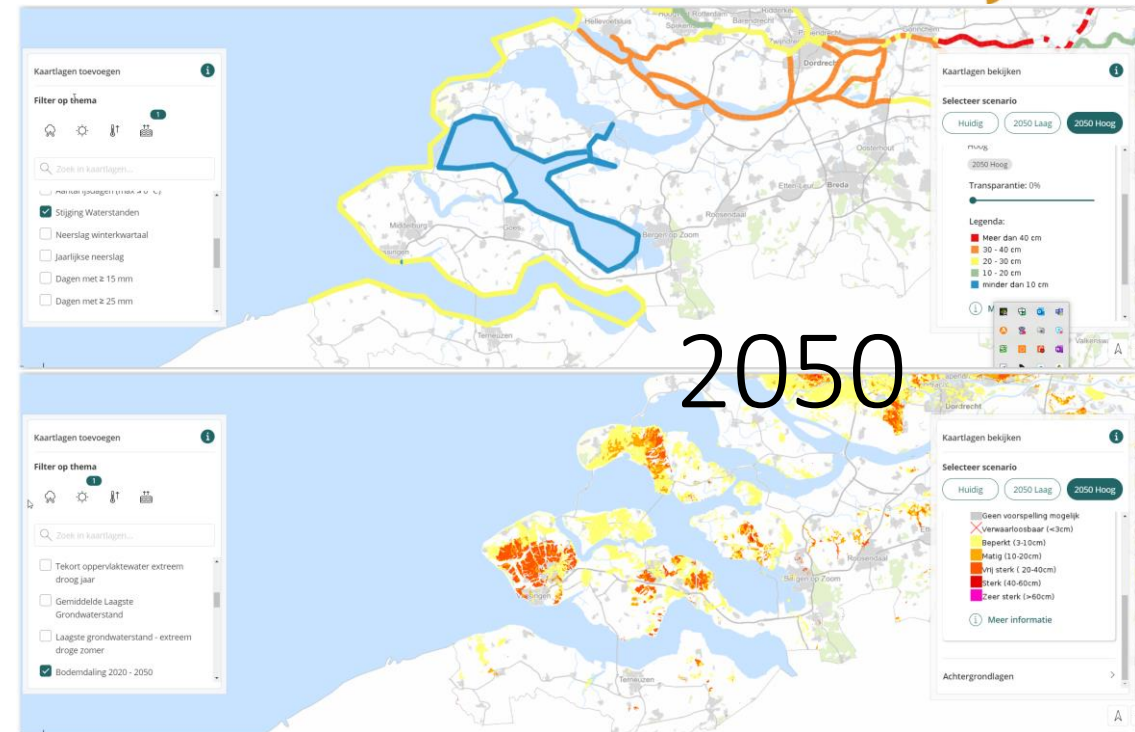 Kaartlagen toevoegen
Filter op thema
1
Zoek in kaartlagen...
Stijging Waterstanden
Neerslag winterkwartaal
Jaarlijkse neerslag
Dagen met ≥ 15 mm
Dagen met ≥ 25 mm
Hellevoetsluis
Barendrecht
Gorinchem
Dordrecht
Oosterhout
Etten-Leur
Breda
Roosendaal
Bergen op Zoom
Middelburg
Goes
Terneuzen
Kaartlagen bekijken
Selecteer scenario
Huidig
2050 Laag
2050 Hoog
Hoog
2050 Hoog
Transparantie: 0%
Legenda:
Meer dan 40 cm
30 - 40 cm
20 - 30 cm
10 - 20 cm
minder dan 10 cm
2050
Kaartlagen toevoegen
Filter op thema
1
Zoek in kaartlagen...
Tekort oppervlaktewater extreem
droog jaar
Gemiddelde Laagste
Grondwaterstand
Laagste grondwaterstand - extreem
droge zomer
Bodemdaling 2020 - 2050
Dordrecht
Roosendaal
Bergen op Zoom
Terneuzen
Kaartlagen bekijken
Selecteer scenario
Huidig
2050 Laag
2050 Hoog
Geen voorspelling mogelijk
Verwaarloosbaar (<3cm)
Beperkt (3-10cm)
Matig (10-20cm)
Vrij sterk ( 20-40cm)
Sterk (40-60cm)
Zeer sterk (>60cm)
Meer informatie
Achtergrondlagen